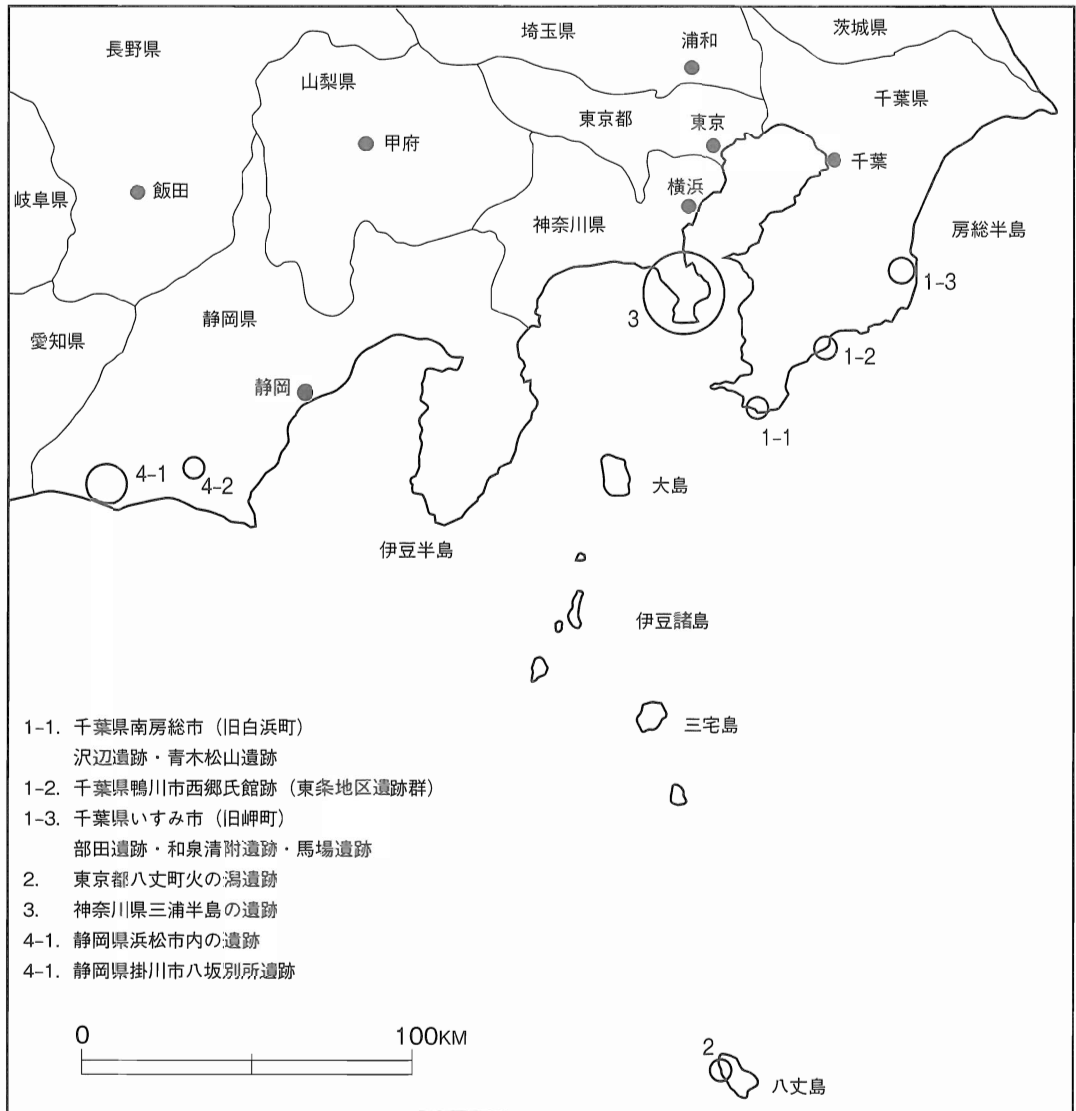 長野県
埼玉県
浦和
茨城県
山梨県
千葉県
東京都
東京
甲府
千葉
飯田
岐阜県
横浜
神奈川県
房総半島
1-3
3
静岡県
愛知県
1-2
静岡
1-1
4-1
4-2
大島
伊豆半島
伊豆諸島
三宅島
1-1. 千葉県南房総市（旧白浜町）
沢辺遺跡・青木松山遺跡
1-2. 千葉県鴨川市西郷氏館跡（東条地区遺跡群）
1-3. 千葉県いすみ市（旧岬町）
部田遺跡・和泉清附遺跡・馬場遺跡
2. 東京都八丈町火の潟遺跡
3. 神奈川県三浦半島の遺跡
4-1. 静岡県浜松市内の遺跡
4-1. 静岡県掛川市八坂別所遺跡
0 100KM
2
八丈島